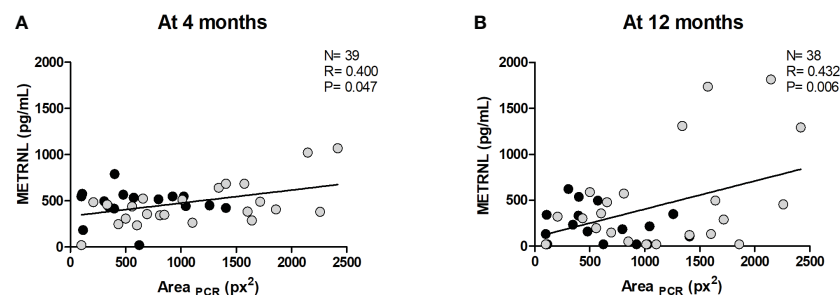 A
At 4 months
N= 39
R= 0.400
P= 0.047
METRNL (pg/mL)
2000
1500
1000
500
0
0
500
1000
1500
2000
2500
Area PCR (px²)
B
At 12 months
N= 38
R= 0.432
P= 0.006
METRNL (pg/mL)
2000
1500
1000
500
0
0
500
1000
1500
2000
2500
Area PCR (px²)